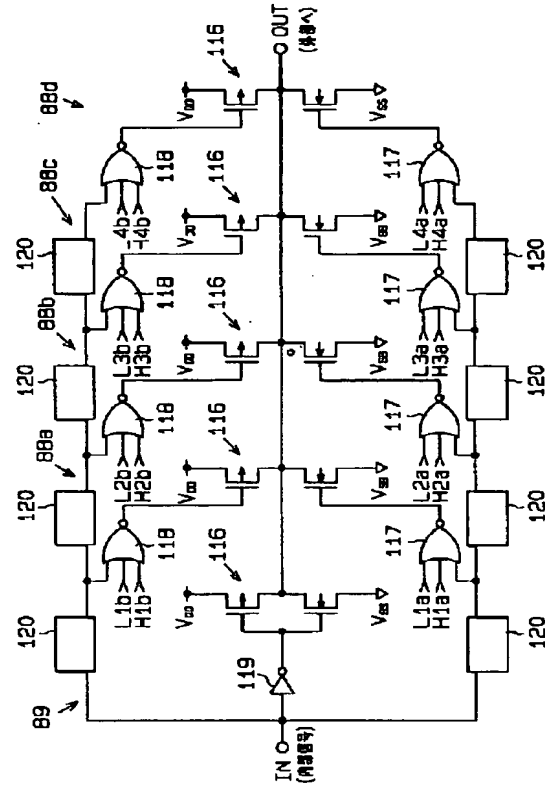 89
120
120
88a
120
88b
120
88c
88d
118
118
118
118
L1b
H1b
L2b
H2b
L3b
H3b
L4b
H4b
VDD
VDD
VDD
VDD
VDD
116
116
116
116
116
119
IN
(内部信号)
OUT
(外部へ)
VSS
VSS
VSS
VSS
VSS
117
117
117
117
L1a
H1a
L2a
H2a
L3a
H3a
L4a
H4a
120
120
120
120